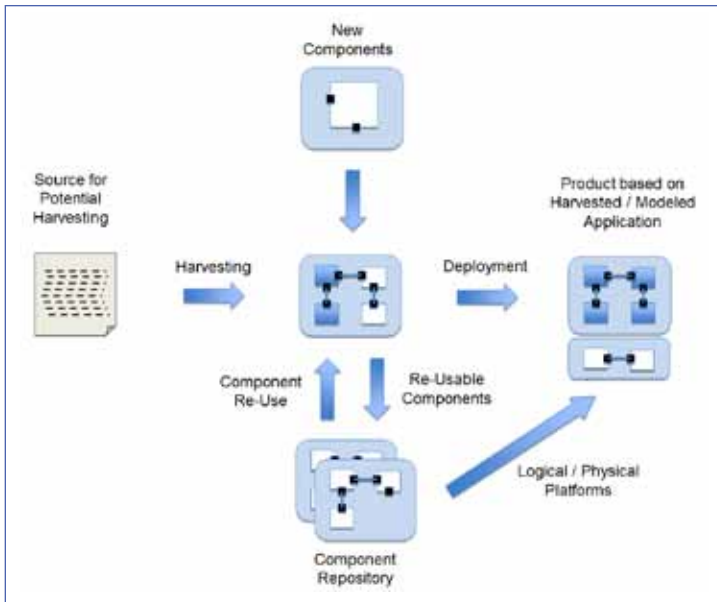 New
Components
Source for
Potential
Harvesting
Product based on
Harvested / Modeled
Application
Harvesting
Deployment
Component
Re-Use
Re-Usable
Components
Logical / Physical
Platforms
Component
Repository